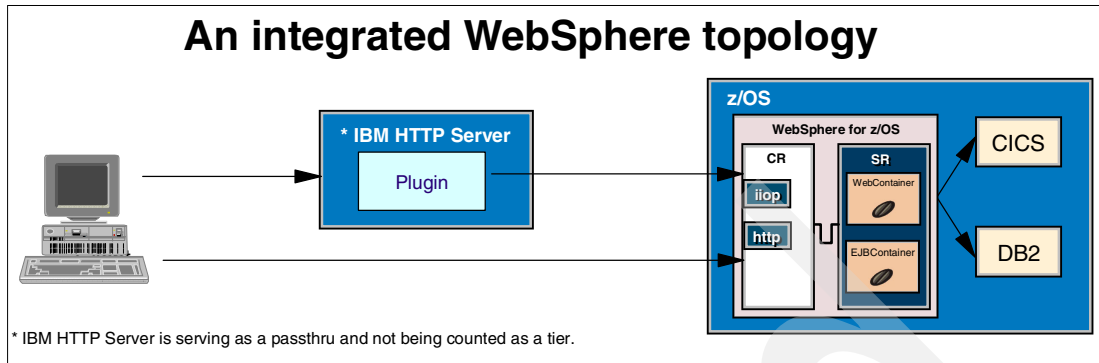 An integrated WebSphere topology
z/OS
* IBM HTTP Server
Plugin
WebSphere for z/OS
CR
iiop
http
SR
WebContainer
EJBContainer
CICS
DB2
* IBM HTTP Server is serving as a passthru and not being counted as a tier.